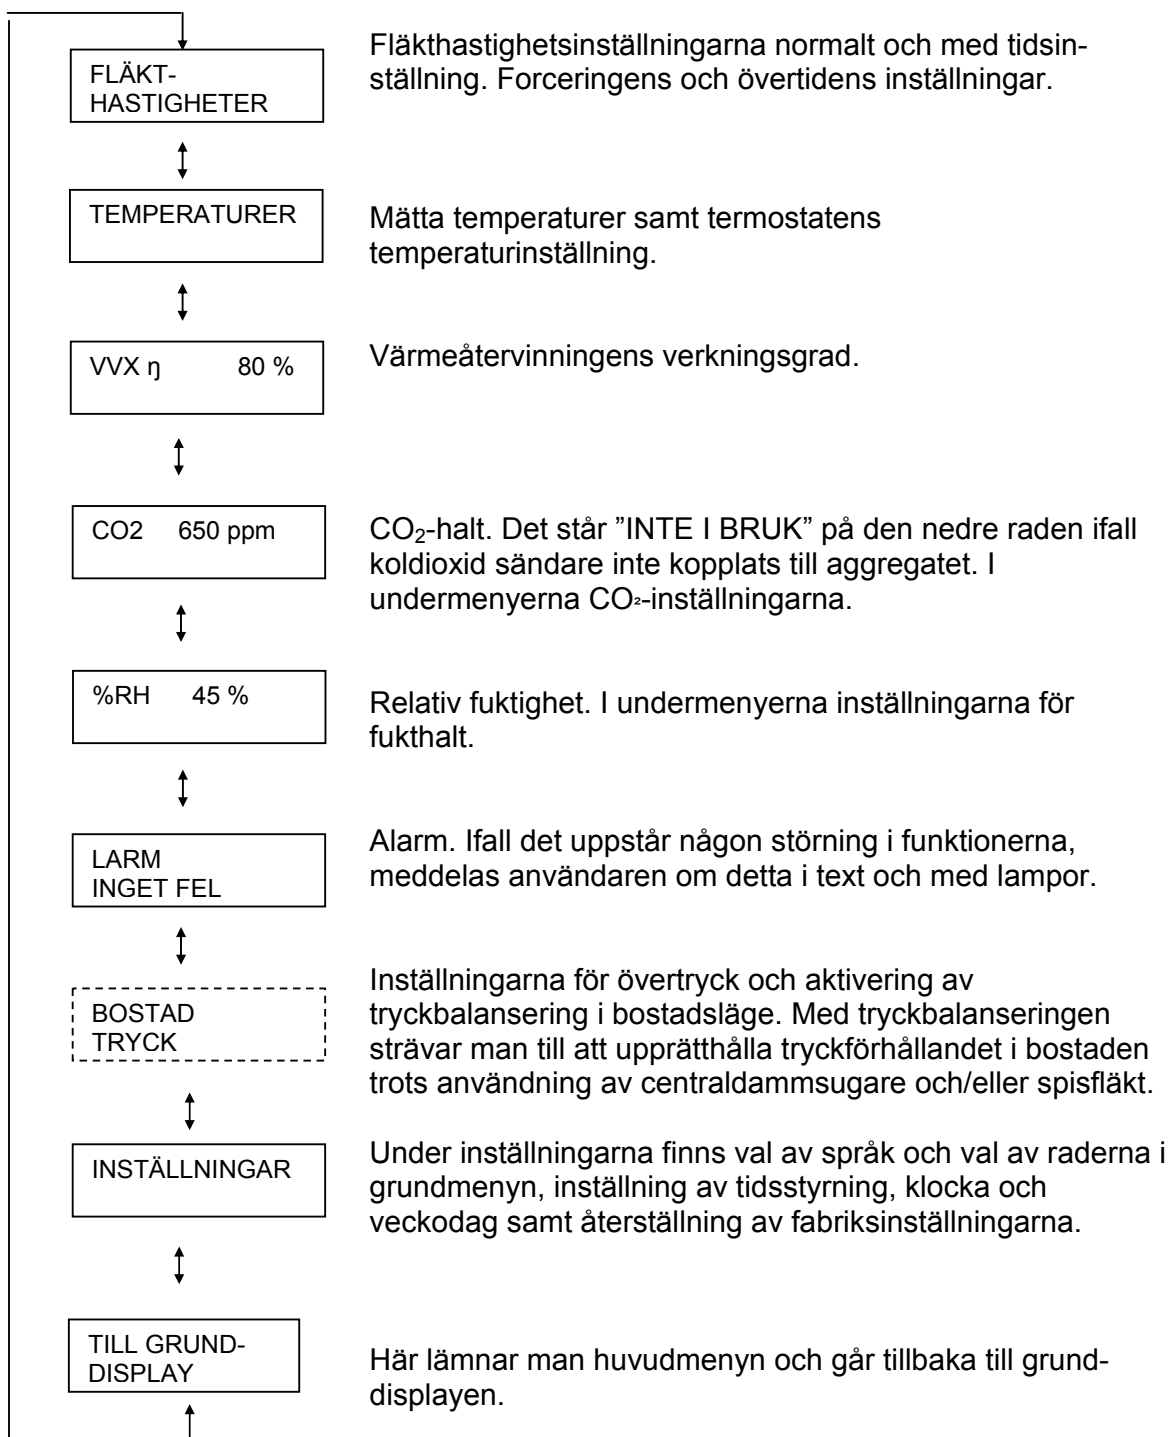 FLÄKT-
HASTIGHETER
Fläkthastighetsinställningarna normalt och med tidsin-
ställning. Forceringens och övertidens inställningar.
TEMPERATURER
Mätta temperaturer samt termostatens
temperaturinställning.
VVX η 80 %
Värmeåtervinningens verkningsgrad.
CO2 650 ppm
CO₂-halt. Det står ”INTE I BRUK” på den nedre raden ifall
koldioxid sändare inte kopplats till aggregatet. I
undermenyerna CO₂-inställningarna.
%RH 45 %
Relativ fuktighet. I undermenyerna inställningarna för
fukthalt.
LARM
INGET FEL
Alarm. Ifall det uppstår någon störning i funktionerna,
meddelas användaren om detta i text och med lampor.
BOSTAD
TRYCK
Inställningarna för övertryck och aktivering av
tryckbalansering i bostadsläge. Med tryckbalanseringen
strävar man till att upprätthålla tryckförhållandet i bostaden
trots användning av centraldammsugare och/eller spisfläkt.
INSTÄLLNINGAR
Under inställningarna finns val av språk och val av raderna i
grundmenyn, inställning av tidsstyrning, klocka och
veckodag samt återställning av fabriksinställningarna.
TILL GRUND-
DISPLAY
Här lämnar man huvudmenyn och går tillbaka till grund-
displayen.